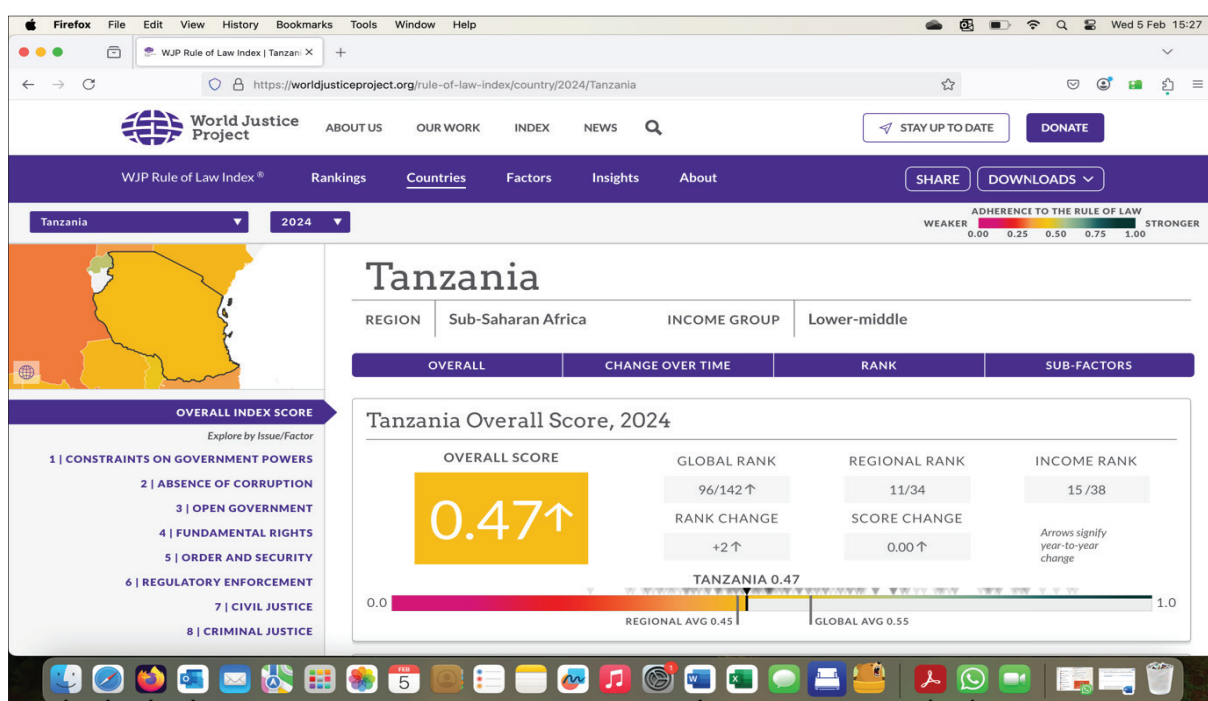 Firefox File Edit View History Bookmarks Tools Window Help Wed 5 Feb 15:27
WJP Rule of Law Index | Tanzani
https://worldjusticeproject.org/rule-of-law-index/country/2024/Tanzania
World Justice
Project
ABOUT US OUR WORK INDEX NEWS STAY UP TO DATE DONATE
WJP Rule of Law Index ® Rankings Countries Factors Insights About SHARE DOWNLOADS
Tanzania 2024
ADHERENCE TO THE RULE OF LAW
WEAKER STRONGER
0.00 0.25 0.50 0.75 1.00
Tanzania
REGION Sub-Saharan Africa INCOME GROUP Lower-middle
OVERALL CHANGE OVER TIME RANK SUB-FACTORS
OVERALL INDEX SCORE
Explore by Issue/Factor
1 | CONSTRAINTS ON GOVERNMENT POWERS
2 | ABSENCE OF CORRUPTION
3 | OPEN GOVERNMENT
4 | FUNDAMENTAL RIGHTS
5 | ORDER AND SECURITY
6 | REGULATORY ENFORCEMENT
7 | CIVIL JUSTICE
8 | CRIMINAL JUSTICE
Tanzania Overall Score, 2024
OVERALL SCORE
0.47↑
GLOBAL RANK REGIONAL RANK INCOME RANK
96/142↑ 11/34 15/38
RANK CHANGE SCORE CHANGE
+2↑ 0.00↑
Arrows signify
year-to-year
change
TANZANIA 0.47
0.0 1.0
REGIONAL AVG 0.45 GLOBAL AVG 0.55
FEB
5
1